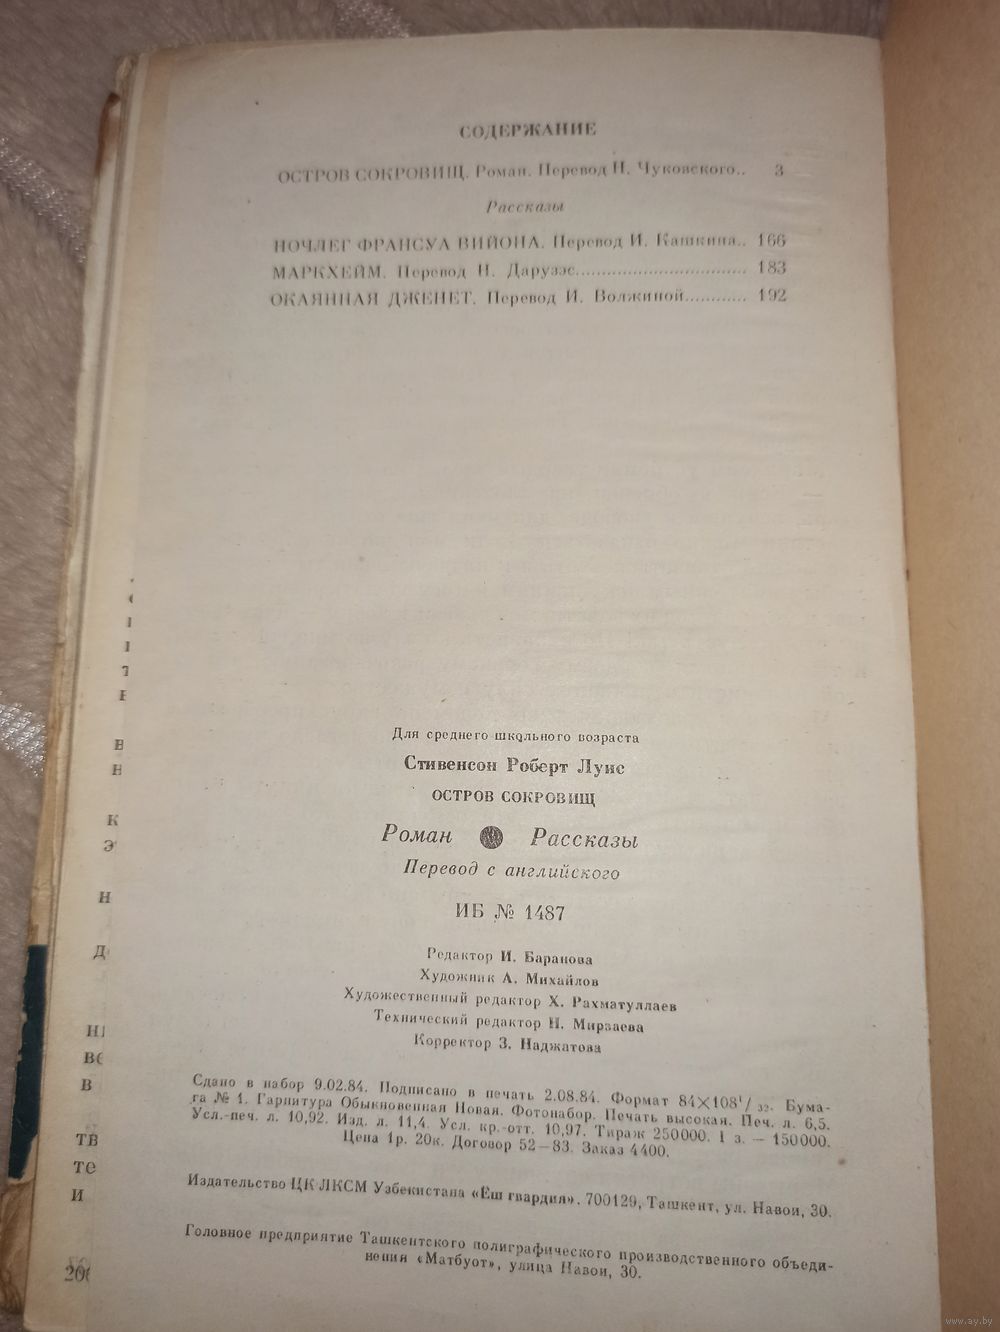 СОДЕРЖАНИЕ
ОСТРОВ СОКРОВИЩ. Роман. Перевод Н. Чуковского.. 3
Рассказы
НОЧЛЕГ ФРАНСУА ВИЙОНА. Перевод И. Кашкина.. 166
МАРКХЕЙМ. Перевод Н. Дарузэс............................... 183
ОКАЯННАЯ ДЖЕНЕТ. Перевод И. Волжиной............ 192
Для среднего школьного возраста
Стивенсон Роберт Луис
ОСТРОВ СОКРОВИЩ
Роман Рассказы
Перевод с английского
ИБ № 1487
Редактор И. Баранова
Художник А. Михайлов
Художественный редактор Х. Рахматуллаев
Технический редактор Н. Мирзаева
Корректор З. Наджатова
Сдано в набор 9.02.84. Подписано в печать 2.08.84. Формат 84×108¹/₃₂. Бума-
га № 1. Гарнитура Обыкновенная Новая. Фотонабор. Печать высокая. Печ. л. 6,5.
Усл.-печ. л. 10,92. Изд. л. 11,4. Усл. кр.-отт. 10,97. Тираж 250000. I з. — 150000.
Цена 1р. 20к. Договор 52—83. Заказ 4400.
Издательство ЦК ЛКСМ Узбекистана «Ёш гвардия». 700129, Ташкент, ул. Навои, 30.
Головное предприятие Ташкентского полиграфического производственного объеди-
нения «Матбуот», улица Навои, 30.
www.ay.by